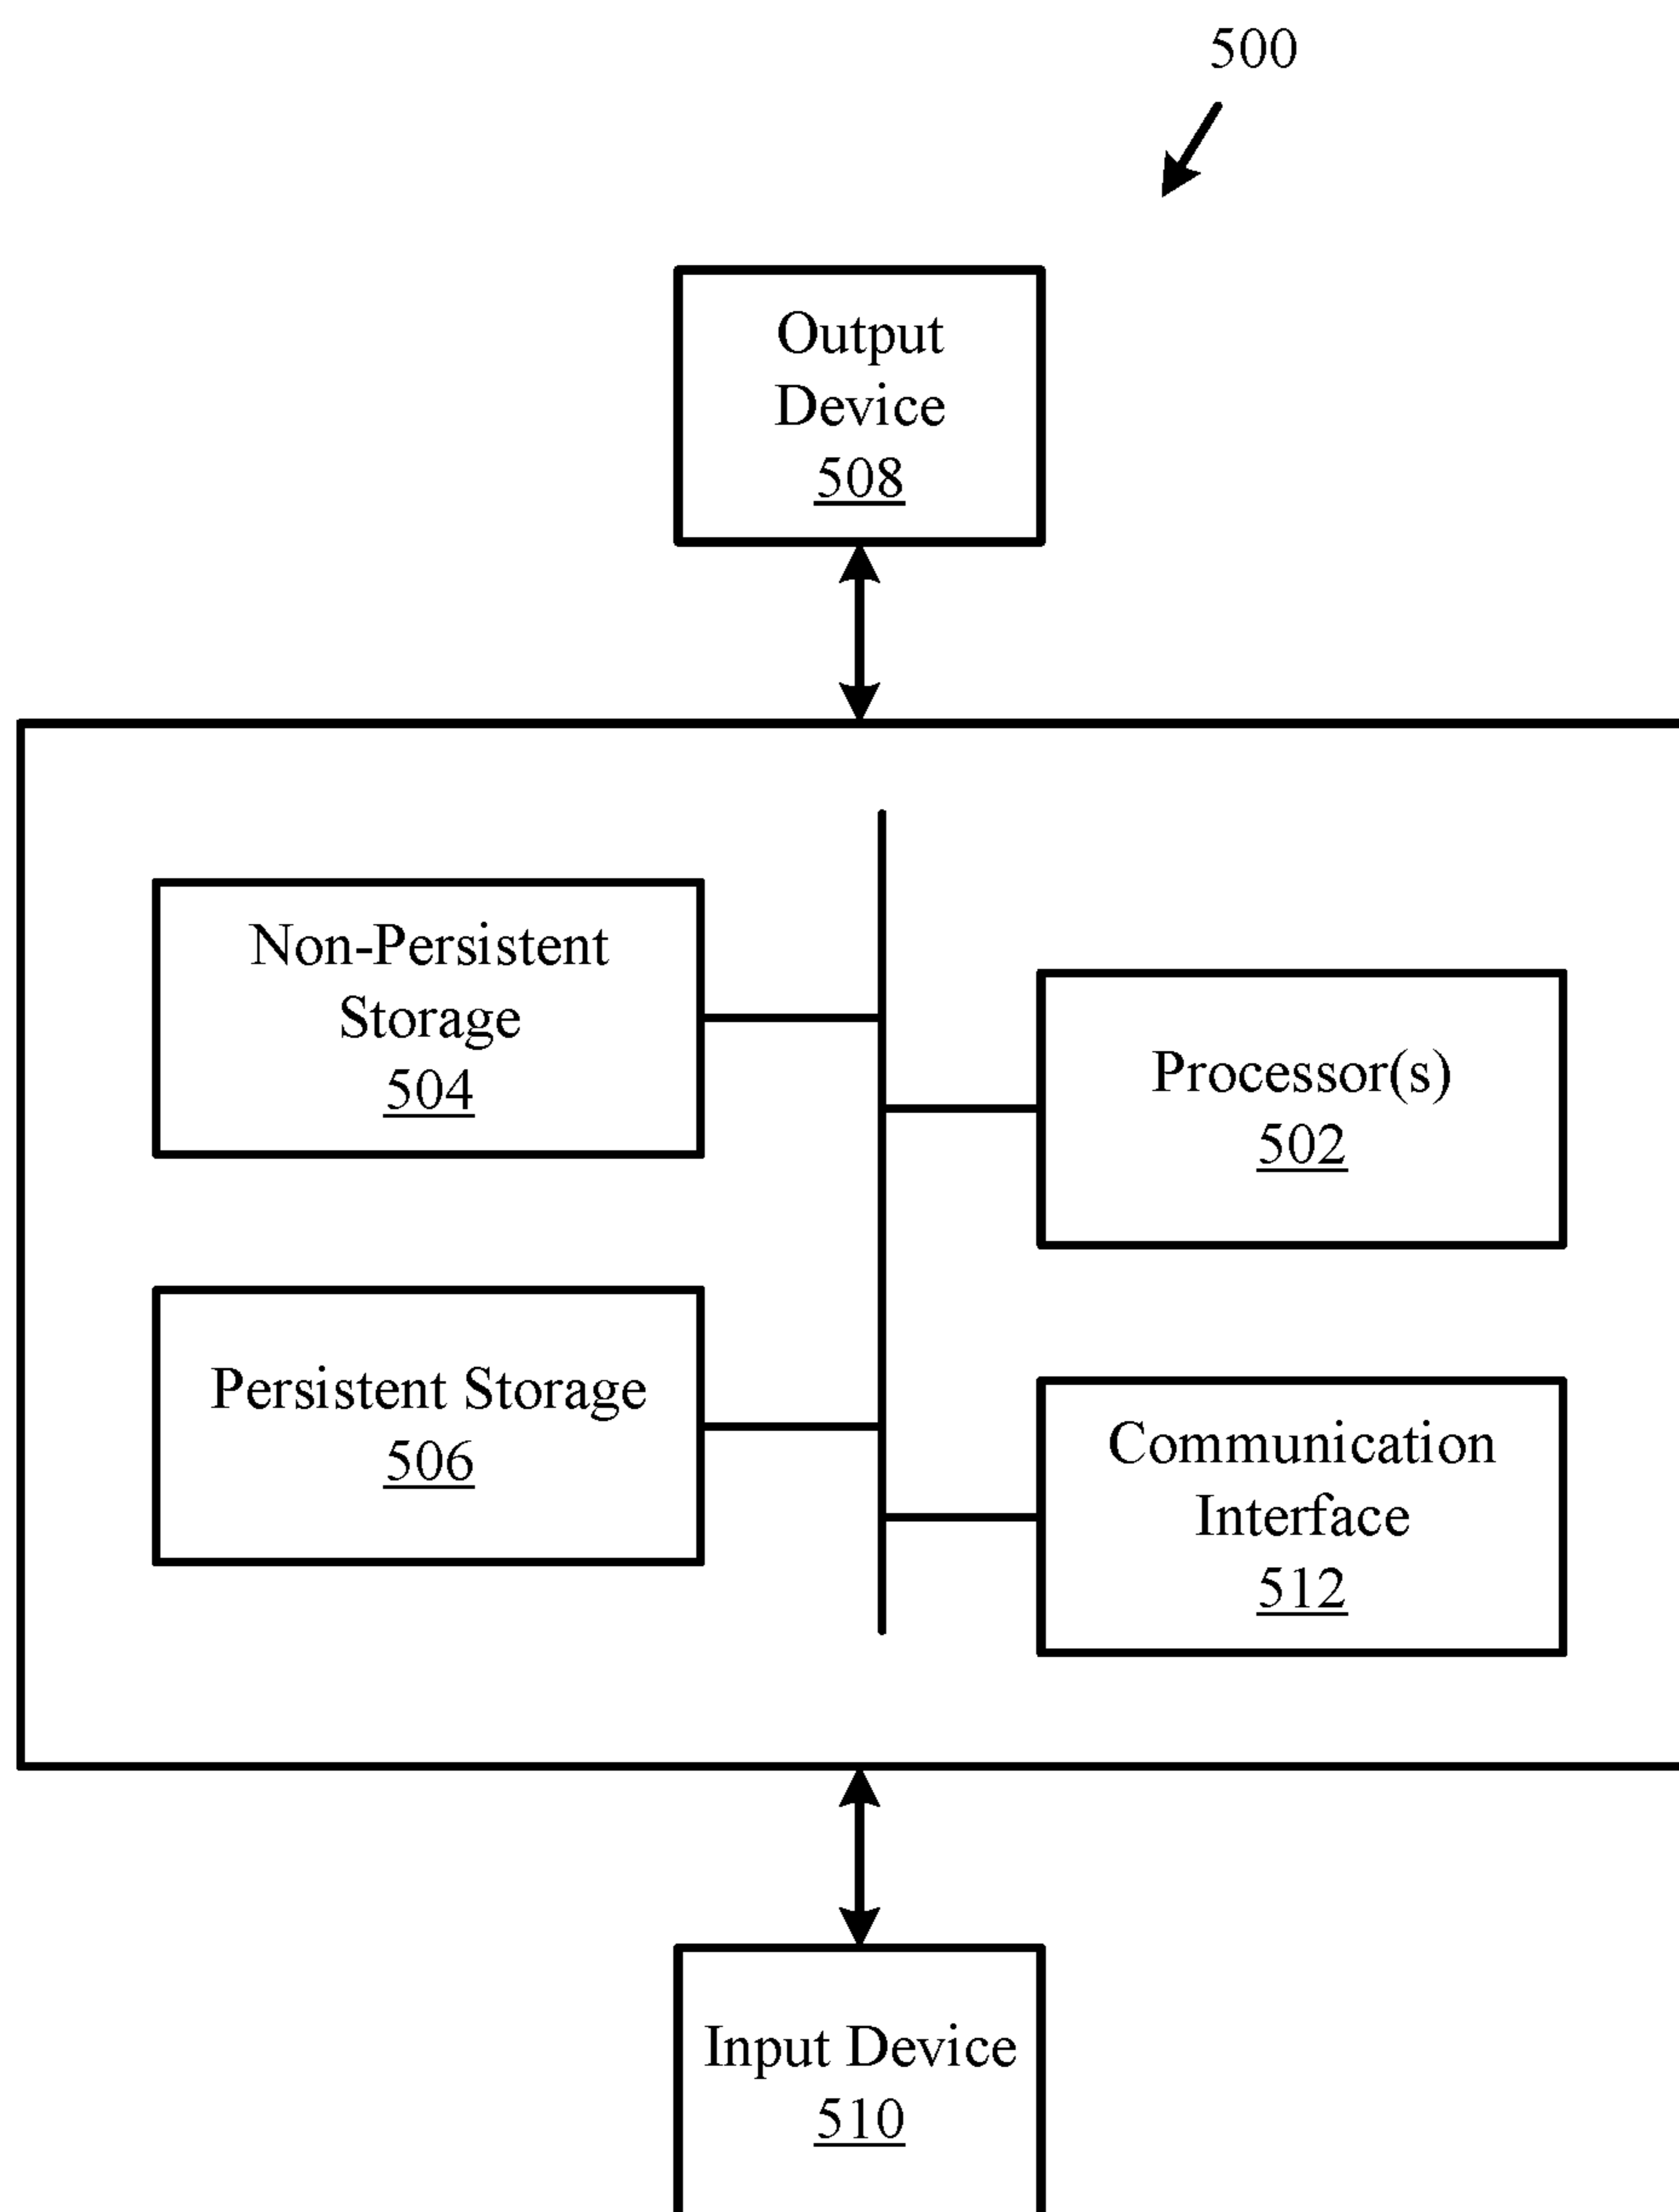 500
Output
Device
508
Non-Persistent
Storage
504
Processor(s)
502
Persistent Storage
506
Communication
Interface
512
Input Device
510